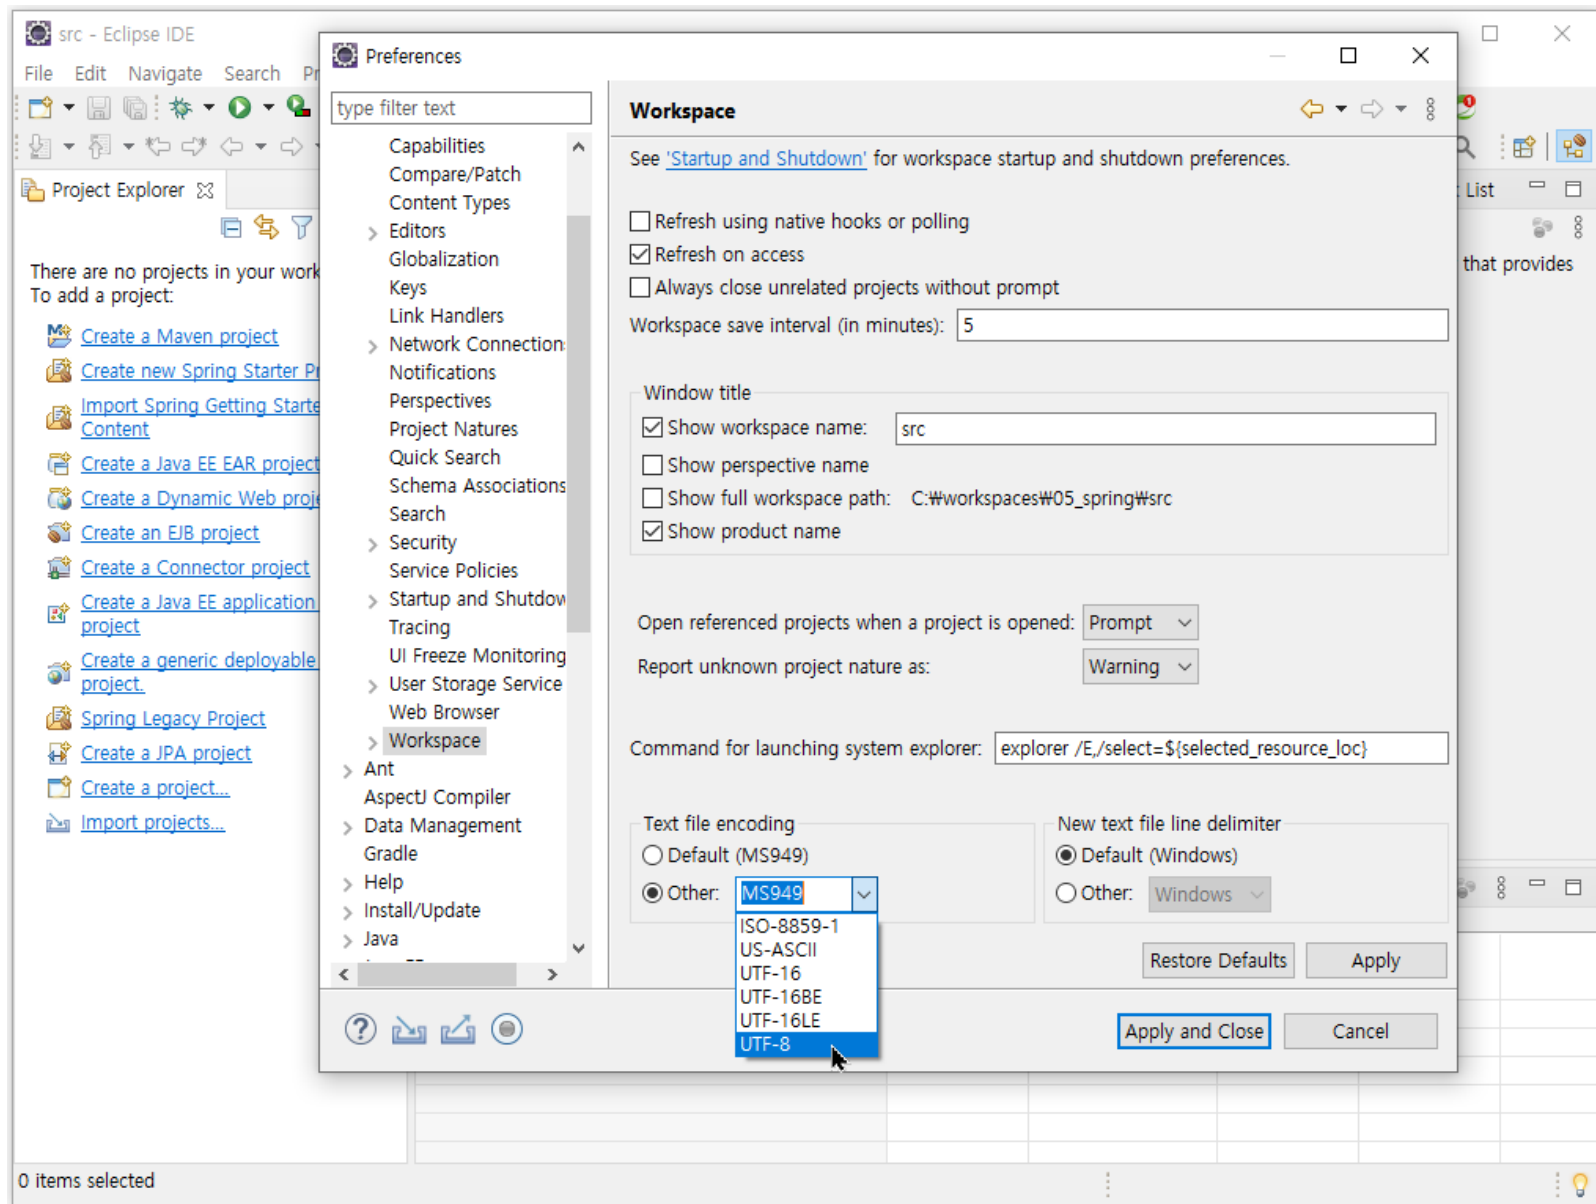 src - Eclipse IDE
File Edit Navigate Search
Project Explorer
There are no projects in your work
To add a project:
Create a Maven project
Create new Spring Starter
Import Spring Getting Starte
Content
Create a Java EE EAR project
Create a Dynamic Web proje
Create an EJB project
Create a Connector project
Create a Java EE application
project
Create a generic deployable
project.
Spring Legacy Project
Create a JPA project
Create a project...
Import projects...
0 items selected
Preferences
type filter text
Capabilities
Compare/Patch
Content Types
Editors
Globalization
Keys
Link Handlers
Network Connection
Notifications
Perspectives
Project Natures
Quick Search
Schema Associations
Search
Security
Service Policies
Startup and Shutdow
Tracing
UI Freeze Monitoring
User Storage Service
Web Browser
Workspace
Ant
AspectJ Compiler
Data Management
Gradle
Help
Install/Update
Java
Workspace
See 'Startup and Shutdown' for workspace startup and shutdown preferences.
Refresh using native hooks or polling
Refresh on access
Always close unrelated projects without prompt
Workspace save interval (in minutes): 5
Window title
Show workspace name: src
Show perspective name
Show full workspace path: C:₩workspaces₩05_spring₩src
Show product name
Open referenced projects when a project is opened: Prompt
Report unknown project nature as: Warning
Command for launching system explorer: explorer /E,/select=${selected_resource_loc}
Text file encoding
Default (MS949)
Other: MS949
ISO-8859-1
US-ASCII
UTF-16
UTF-16BE
UTF-16LE
UTF-8
New text file line delimiter
Default (Windows)
Other: Windows
Restore Defaults Apply
Apply and Close Cancel
List
that provides